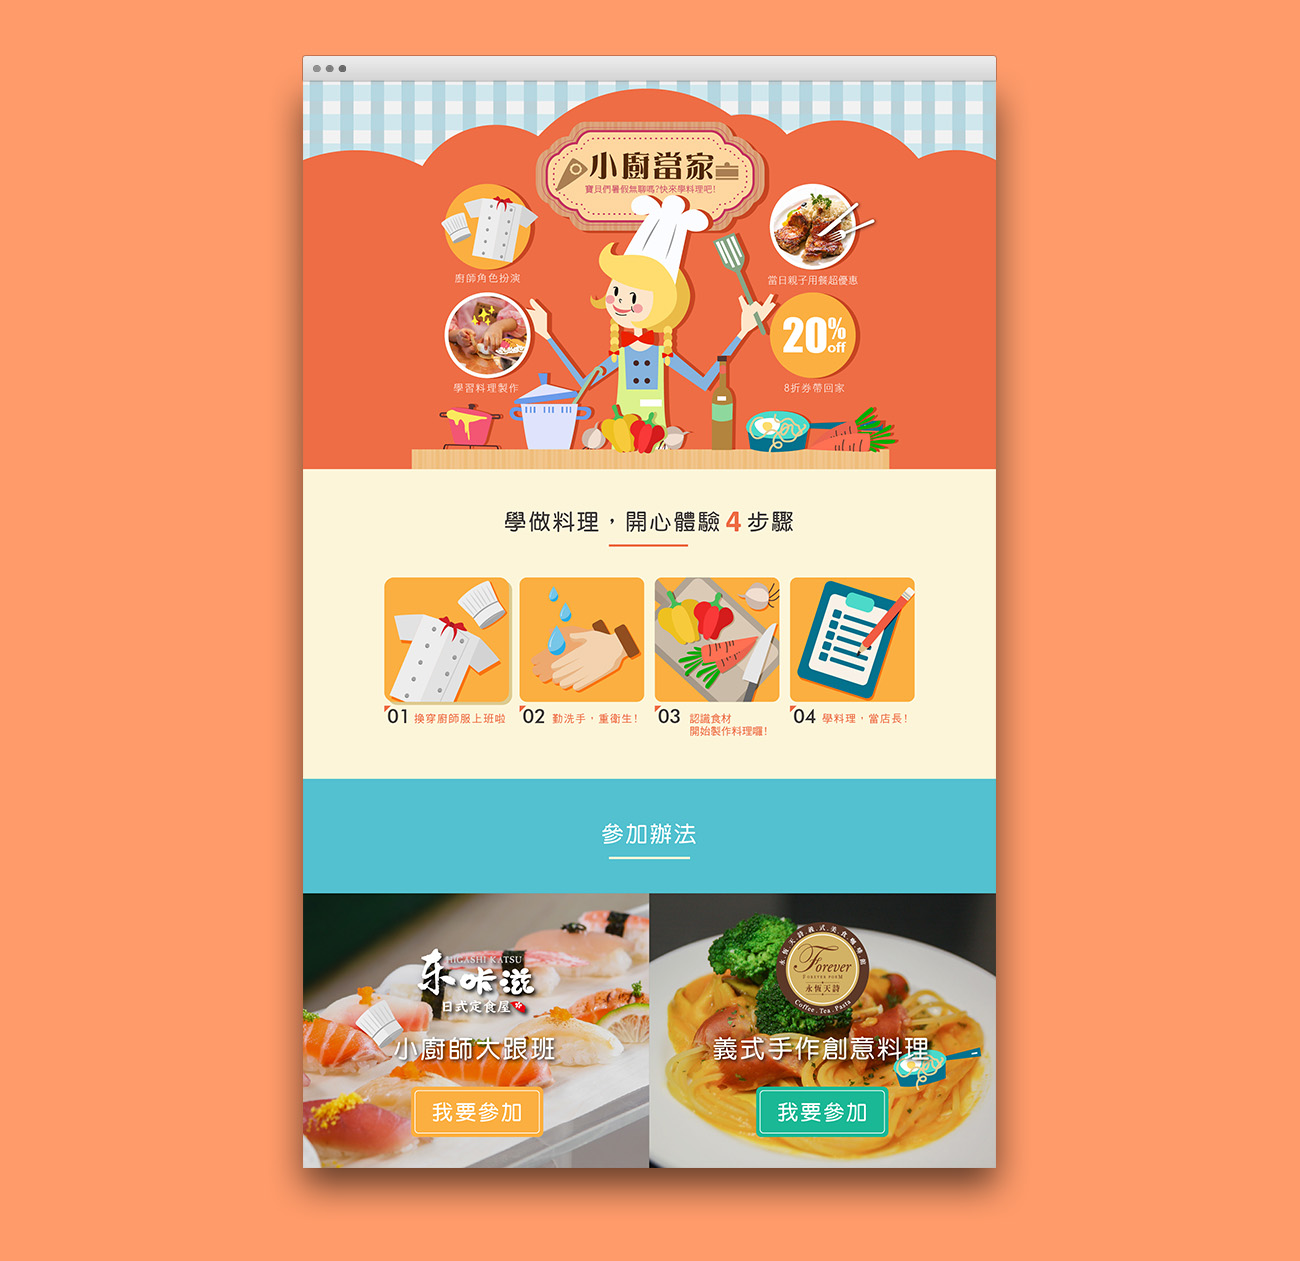 小廚當家
寶貝們暑假無聊嗎?快來學料理吧!
廚師角色扮演
當日親子用餐超優惠
20% off
學習料理製作
8折券帶回家
學做料理，開心體驗 4 步驟
01 換穿廚師服上班啦
02 勤洗手，重衛生!
03 認識食材
開始製作料理囉!
04 學料理，當店長!
參加辦法
HIGASHI KATSU
东咔滋
日式定食屋
小廚師大跟班
我要參加
永恆天詩義式美食咖啡館
Forever
FOREVER POEM
永恆天詩
Coffee . Tea . Pasta
義式手作創意料理
我要參加